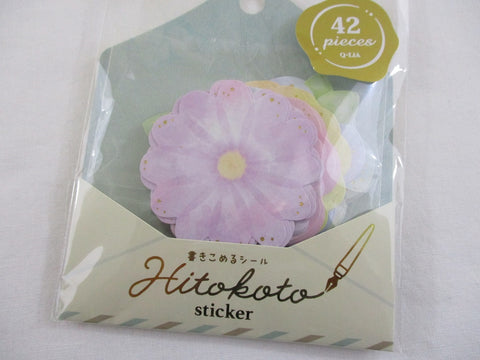 42
pieces
Q-LiA
書きこめるシール
Hitokoto
sticker